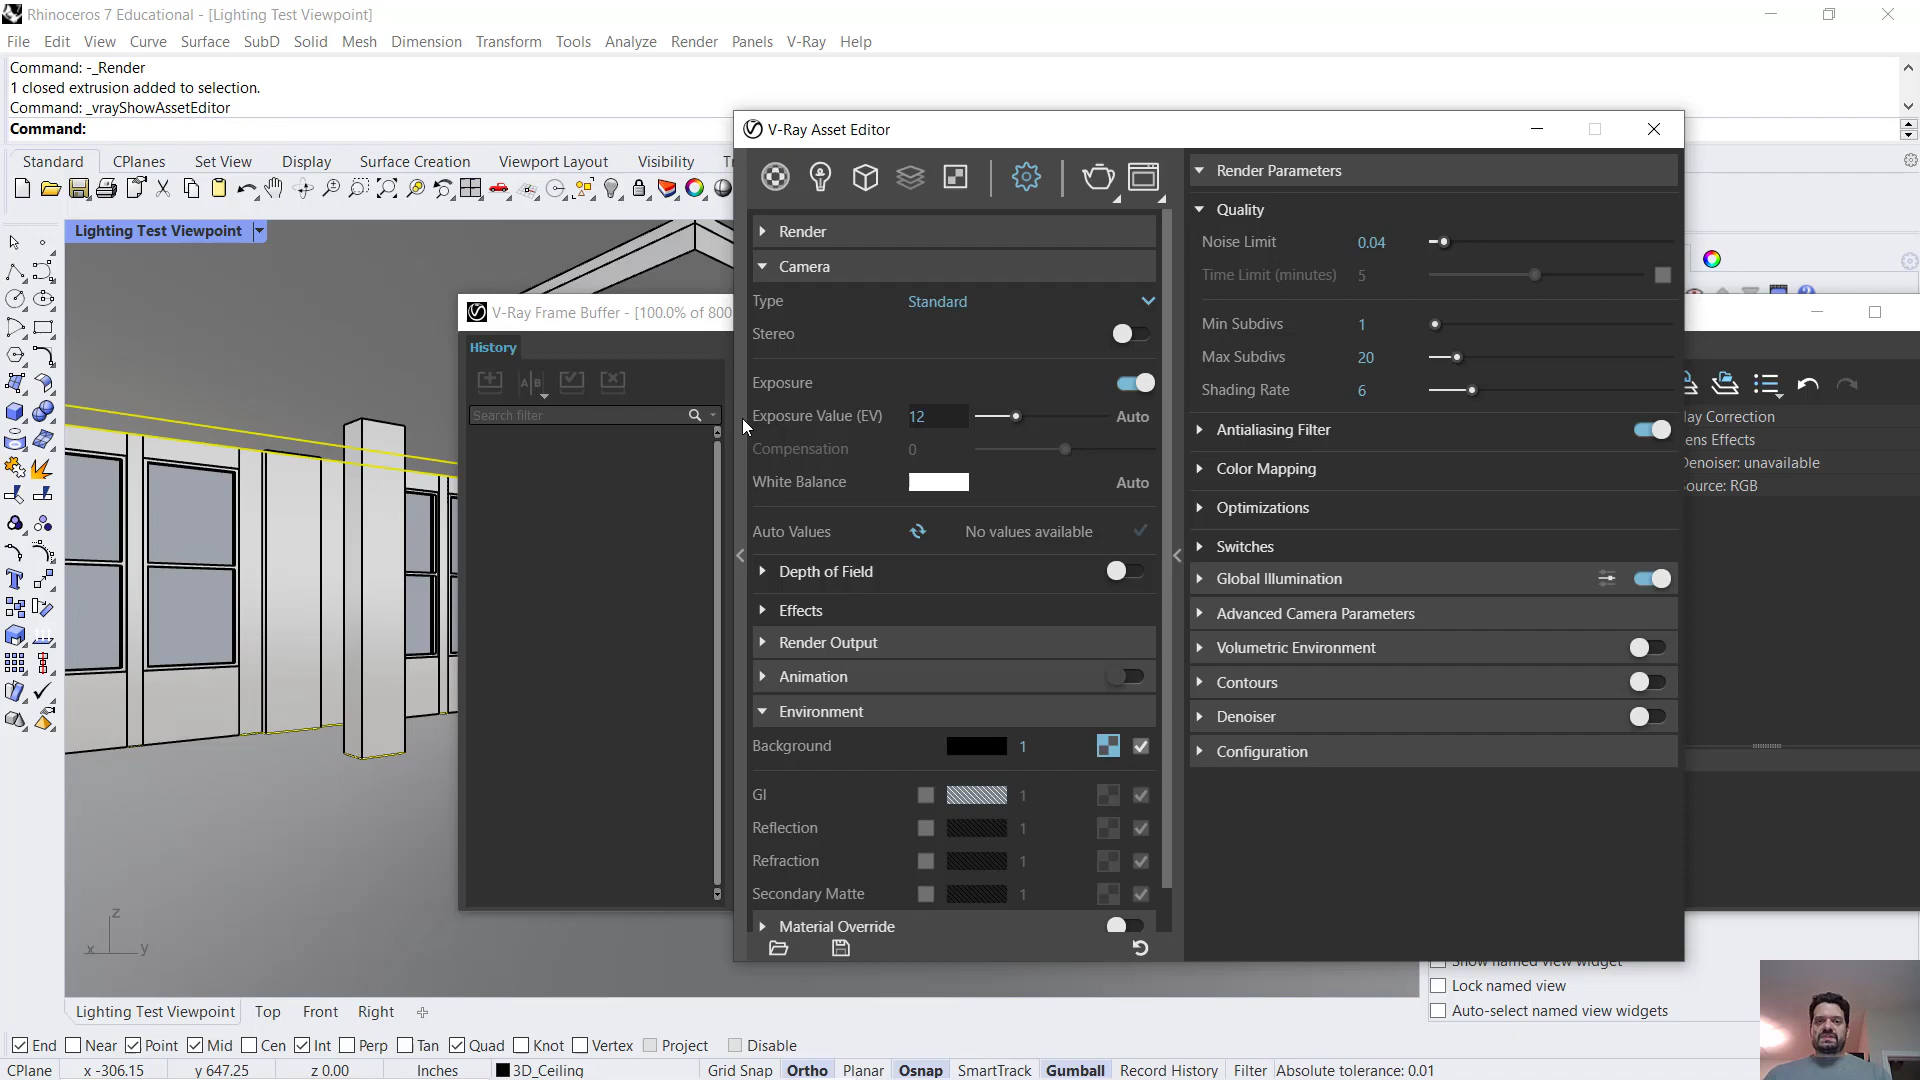 Rhinoceros 7 Educational - [Lighting Test Viewpoint]
File Edit View Curve Surface SubD Solid Mesh Dimension Transform Tools Analyze Render Panels V-Ray Help
Command: -_Render
1 closed extrusion added to selection.
Command: _vrayShowAssetEditor
Command:
Standard CPlanes Set View Display Surface Creation Viewport Layout Visibility
Lighting Test Viewpoint
V-Ray Frame Buffer - [100.0% of 800
History
Search filter
V-Ray Asset Editor
Render
Camera
Type Standard
Stereo
Exposure
Exposure Value (EV) 12 Auto
Compensation 0
White Balance Auto
Auto Values No values available
Depth of Field
Effects
Render Output
Animation
Environment
Background 1
GI 1
Reflection 1
Refraction 1
Secondary Matte 1
Material Override
Render Parameters
Quality
Noise Limit 0.04
Time Limit (minutes) 5
Min Subdivs 1
Max Subdivs 20
Shading Rate 6
Antialiasing Filter
Color Mapping
Optimizations
Switches
Global Illumination
Advanced Camera Parameters
Volumetric Environment
Contours
Denoiser
Configuration
lay Correction
ens Effects
Denoiser: unavailable
ource: RGB
Show named view widget
Lock named view
Auto-select named view widgets
z
x y
Lighting Test Viewpoint Top Front Right
End Near Point Mid Cen Int Perp Tan Quad Knot Vertex Project Disable
CPlane x -306.15 y 647.25 z 0.00 Inches 3D_Ceiling Grid Snap Ortho Planar Osnap SmartTrack Gumball Record History Filter Absolute tolerance: 0.01